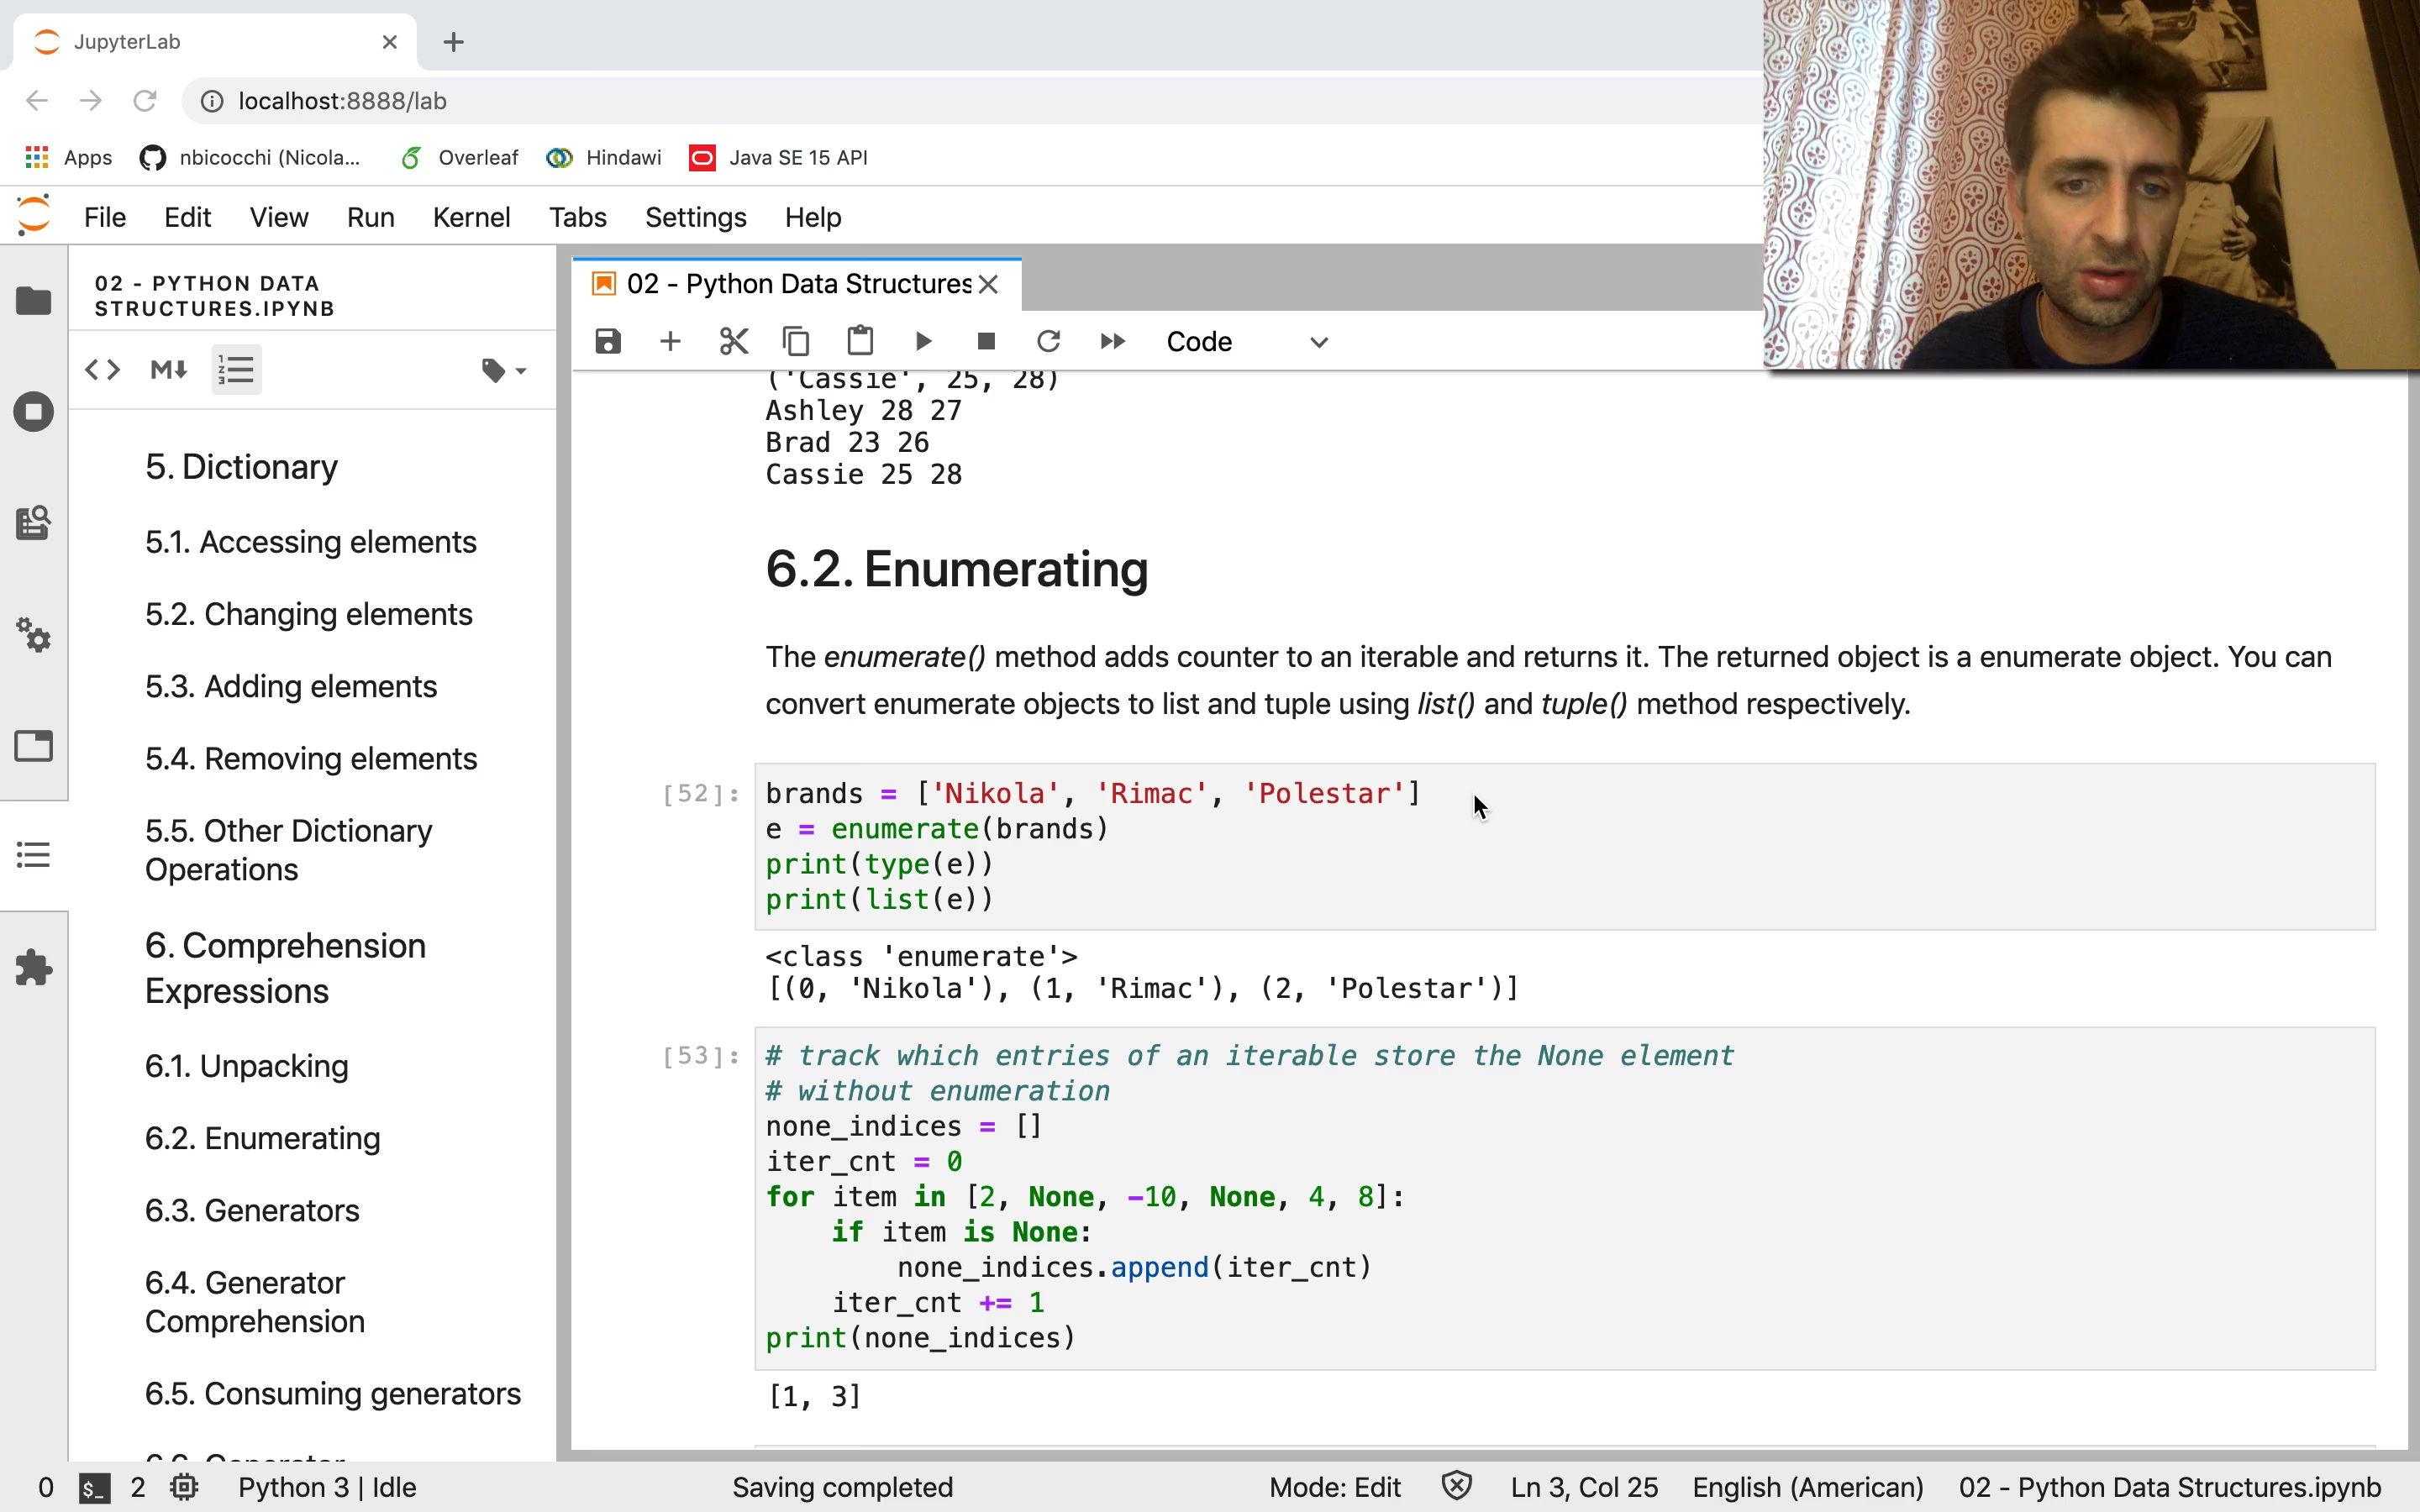 JupyterLab
localhost:8888/lab
Apps nbicocchi (Nicola... Overleaf Hindawi Java SE 15 API
File Edit View Run Kernel Tabs Settings Help
02 - PYTHON DATA
STRUCTURES.IPYNB
M
5. Dictionary
5.1. Accessing elements
5.2. Changing elements
5.3. Adding elements
5.4. Removing elements
5.5. Other Dictionary
Operations
6. Comprehension
Expressions
6.1. Unpacking
6.2. Enumerating
6.3. Generators
6.4. Generator
Comprehension
6.5. Consuming generators
02 - Python Data Structures
Code
('Cassie', 25, 28)
Ashley 28 27
Brad 23 26
Cassie 25 28
6.2. Enumerating
The enumerate() method adds counter to an iterable and returns it. The returned object is a enumerate object. You can
convert enumerate objects to list and tuple using list() and tuple() method respectively.
[52]: brands = ['Nikola', 'Rimac', 'Polestar']
e = enumerate(brands)
print(type(e))
print(list(e))
<class 'enumerate'>
[(0, 'Nikola'), (1, 'Rimac'), (2, 'Polestar')]
[53]: # track which entries of an iterable store the None element
# without enumeration
none_indices = []
iter_cnt = 0
for item in [2, None, -10, None, 4, 8]:
    if item is None:
        none_indices.append(iter_cnt)
    iter_cnt += 1
print(none_indices)
[1, 3]
0 $_ 2 Python 3 | Idle Saving completed Mode: Edit Ln 3, Col 25 English (American) 02 - Python Data Structures.ipynb